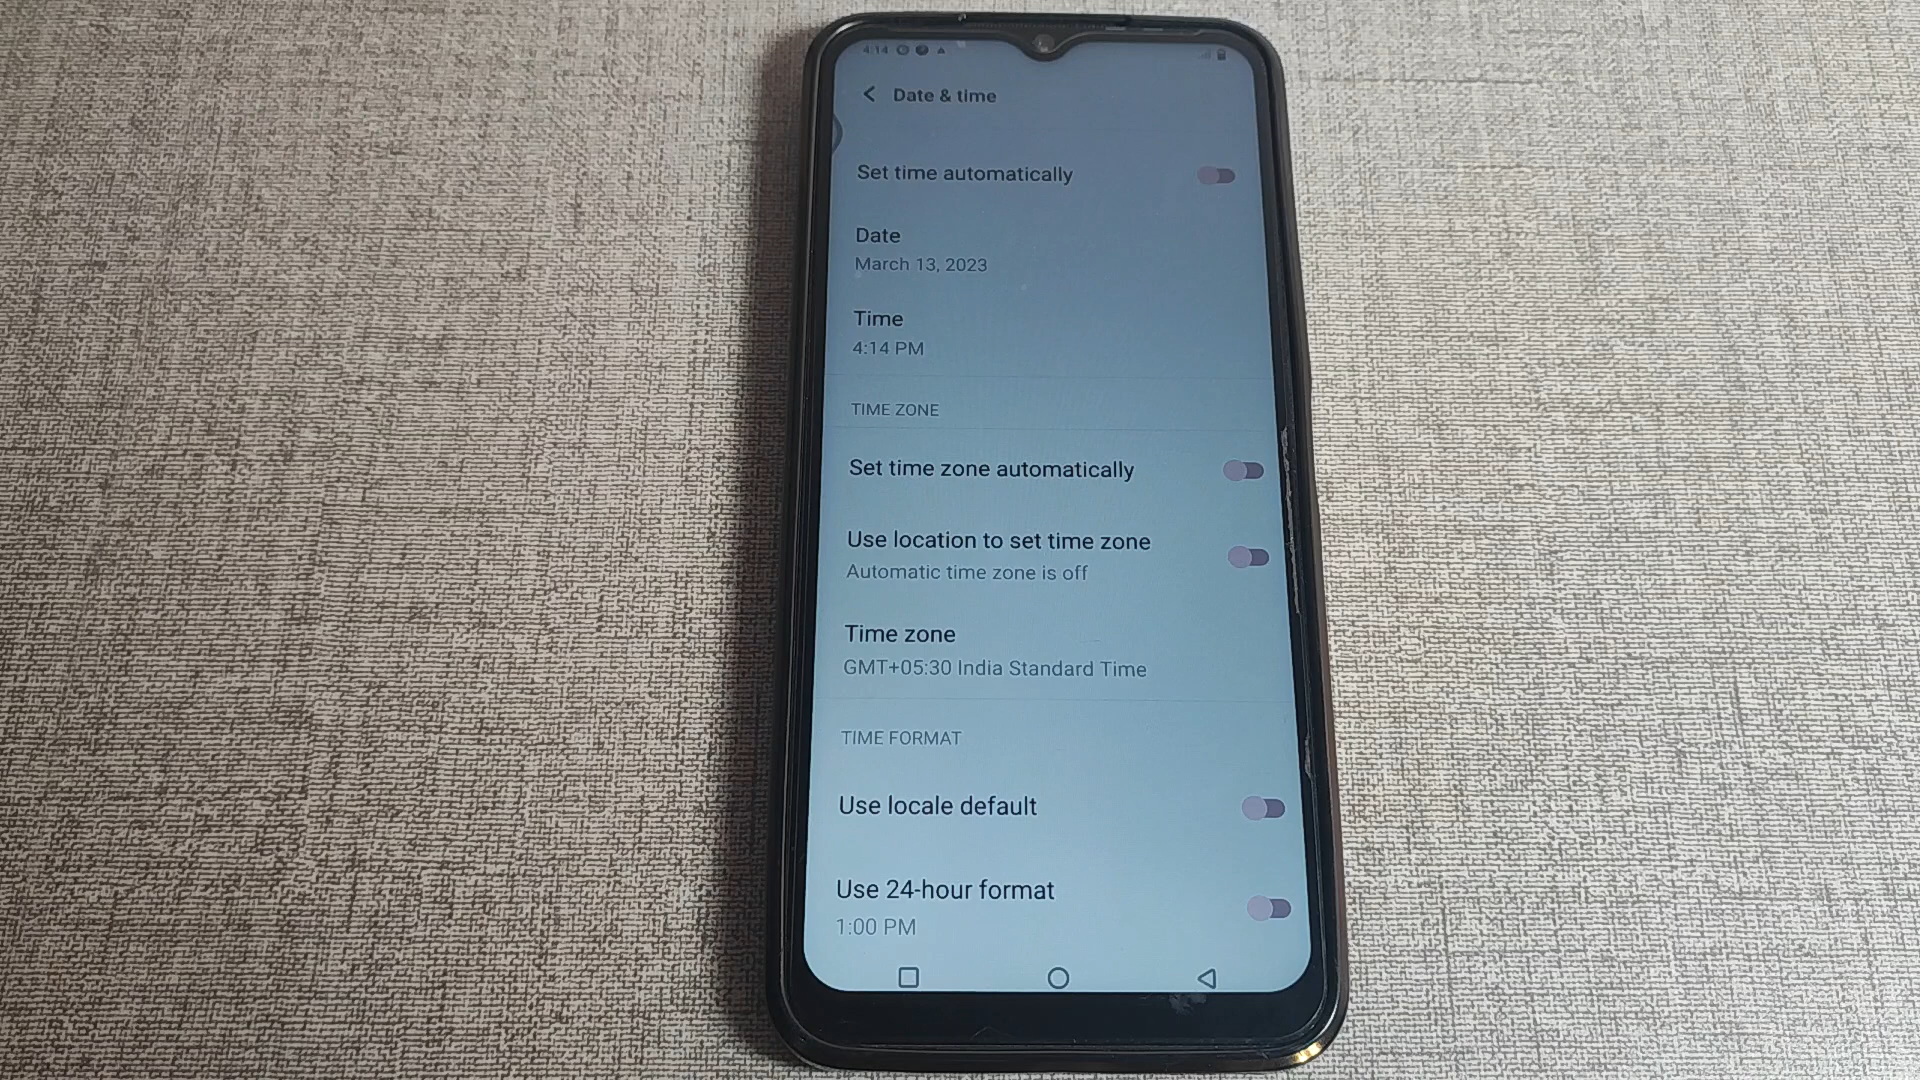 4:14
Date & time
Set time automatically
Date
March 13, 2023
Time
4:14 PM
TIME ZONE
Set time zone automatically
Use location to set time zone
Automatic time zone is off
Time zone
GMT+05:30 India Standard Time
TIME FORMAT
Use locale default
Use 24-hour format
1:00 PM